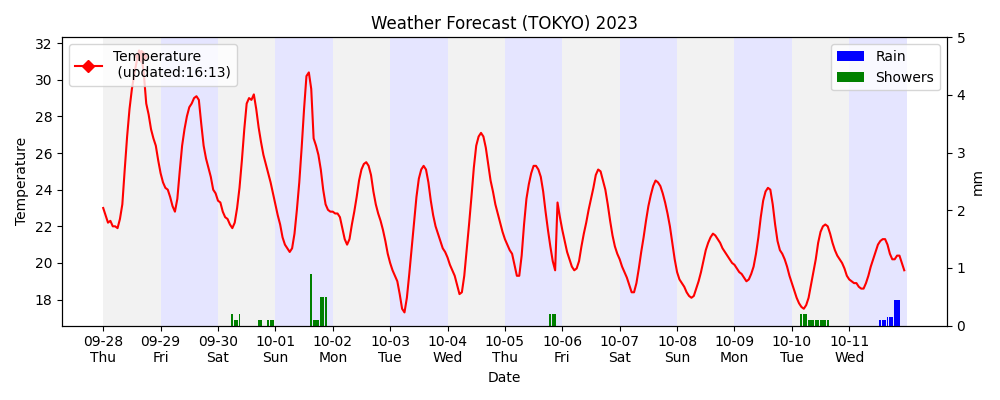 Weather Forecast (TOKYO) 2023
Temperature
(updated:16:13)
Rain
Showers
32
30
28
26
24
22
20
18
Temperature
5
4
3
2
1
0
mm
09-28 09-29 09-30 10-01 10-02 10-03 10-04 10-05 10-06 10-07 10-08 10-09 10-10 10-11
Thu Fri Sat Sun Mon Tue Wed Thu Fri Sat Sun Mon Tue Wed
Date